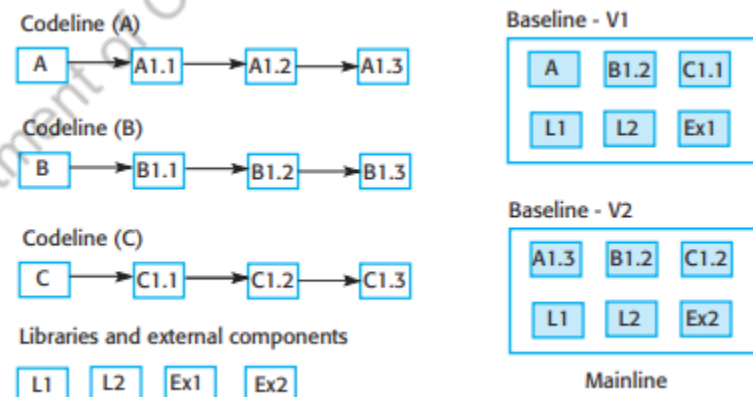 Codeline (A)
A A1.1 A1.2 A1.3
Codeline (B)
B B1.1 B1.2 B1.3
Codeline (C)
C C1.1 C1.2 C1.3
Libraries and external components
L1 L2 Ex1 Ex2
Baseline - V1
A B1.2 C1.1
L1 L2 Ex1
Baseline - V2
A1.3 B1.2 C1.2
L1 L2 Ex2
Mainline